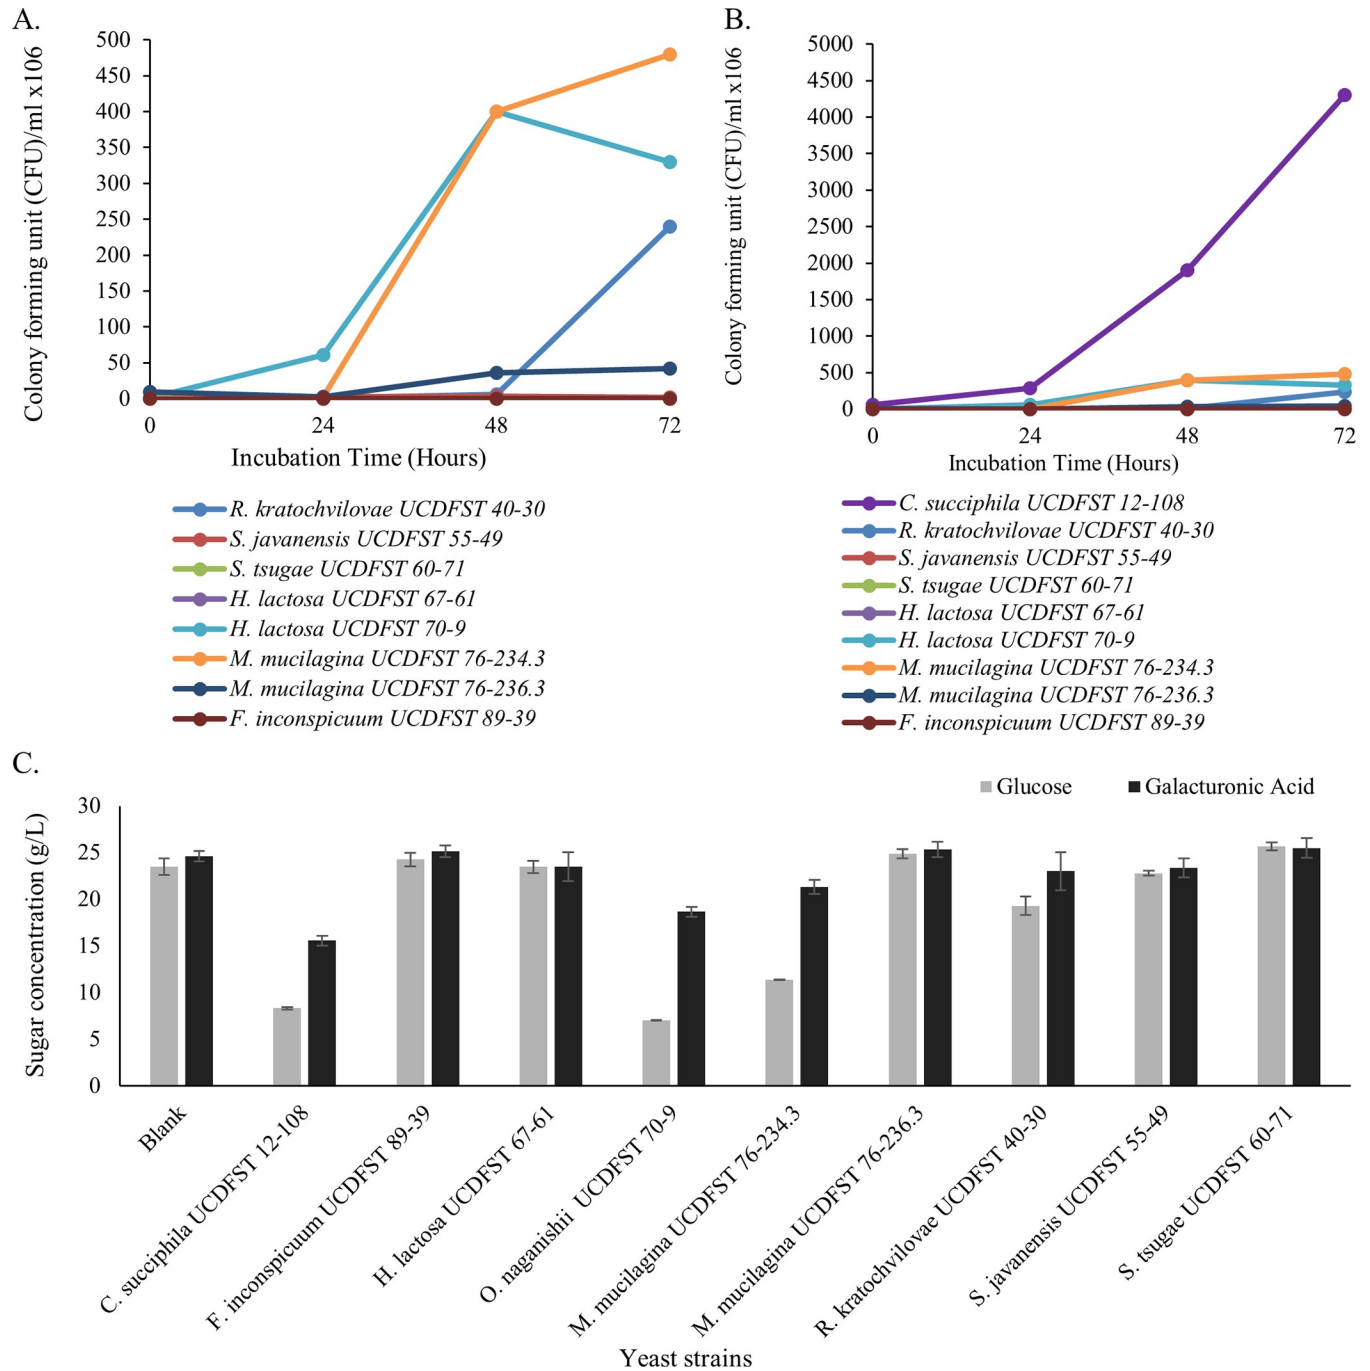 A.
Colony forming unit (CFU)/ml x106
500
450
400
350
300
250
200
150
100
50
0
0 24 48 72
Incubation Time (Hours)
R. kratochvilovae UCDFST 40-30
S. javanensis UCDFST 55-49
S. tsugae UCDFST 60-71
H. lactosa UCDFST 67-61
H. lactosa UCDFST 70-9
M. mucilagina UCDFST 76-234.3
M. mucilagina UCDFST 76-236.3
F. inconspicuum UCDFST 89-39
B.
Colony forming unit (CFU)/ml x106
5000
4500
4000
3500
3000
2500
2000
1500
1000
500
0
0 24 48 72
Incubation Time (Hours)
C. succiphila UCDFST 12-108
R. kratochvilovae UCDFST 40-30
S. javanensis UCDFST 55-49
S. tsugae UCDFST 60-71
H. lactosa UCDFST 67-61
H. lactosa UCDFST 70-9
M. mucilagina UCDFST 76-234.3
M. mucilagina UCDFST 76-236.3
F. inconspicuum UCDFST 89-39
C.
Glucose Galacturonic Acid
Sugar concentration (g/L)
30
25
20
15
10
5
0
Blank
C. succiphila UCDFST 12-108
F. inconspicuum UCDFST 89-39
H. lactosa UCDFST 67-61
O. naganishii UCDFST 70-9
M. mucilagina UCDFST 76-234.3
M. mucilagina UCDFST 76-236.3
R. kratochvilovae UCDFST 40-30
S. javanensis UCDFST 55-49
S. tsugae UCDFST 60-71
Yeast strains